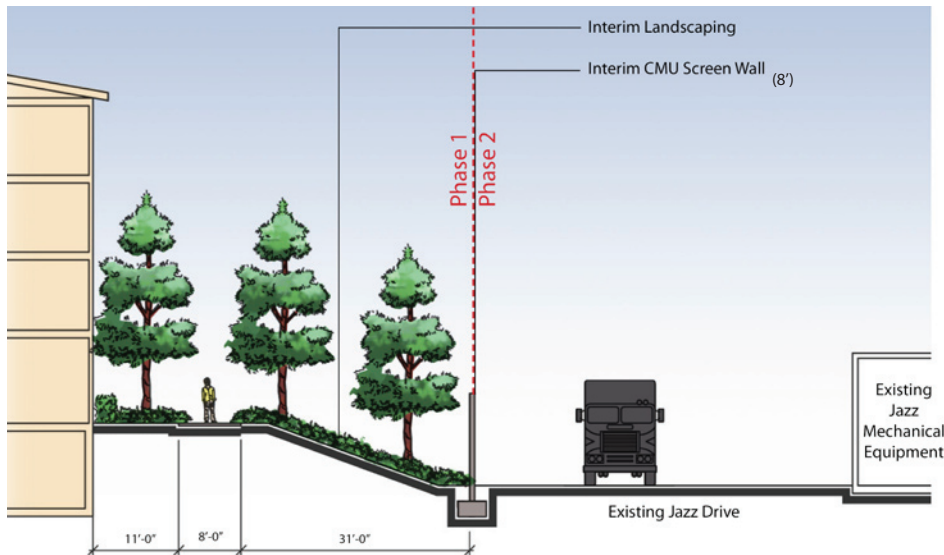 Interim Landscaping
Interim CMU Screen Wall (8')
Phase 1
Phase 2
Existing
Jazz
Mechanical
Equipment
Existing Jazz Drive
11'-0" 8'-0" 31'-0"